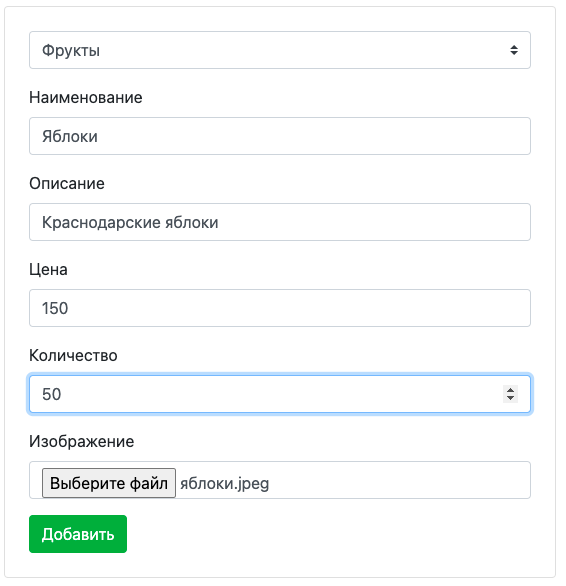 Фрукты
Наименование
Яблоки
Описание
Краснодарские яблоки
Цена
150
Количество
50
Изображение
Выберите файл яблоки.jpeg
Добавить